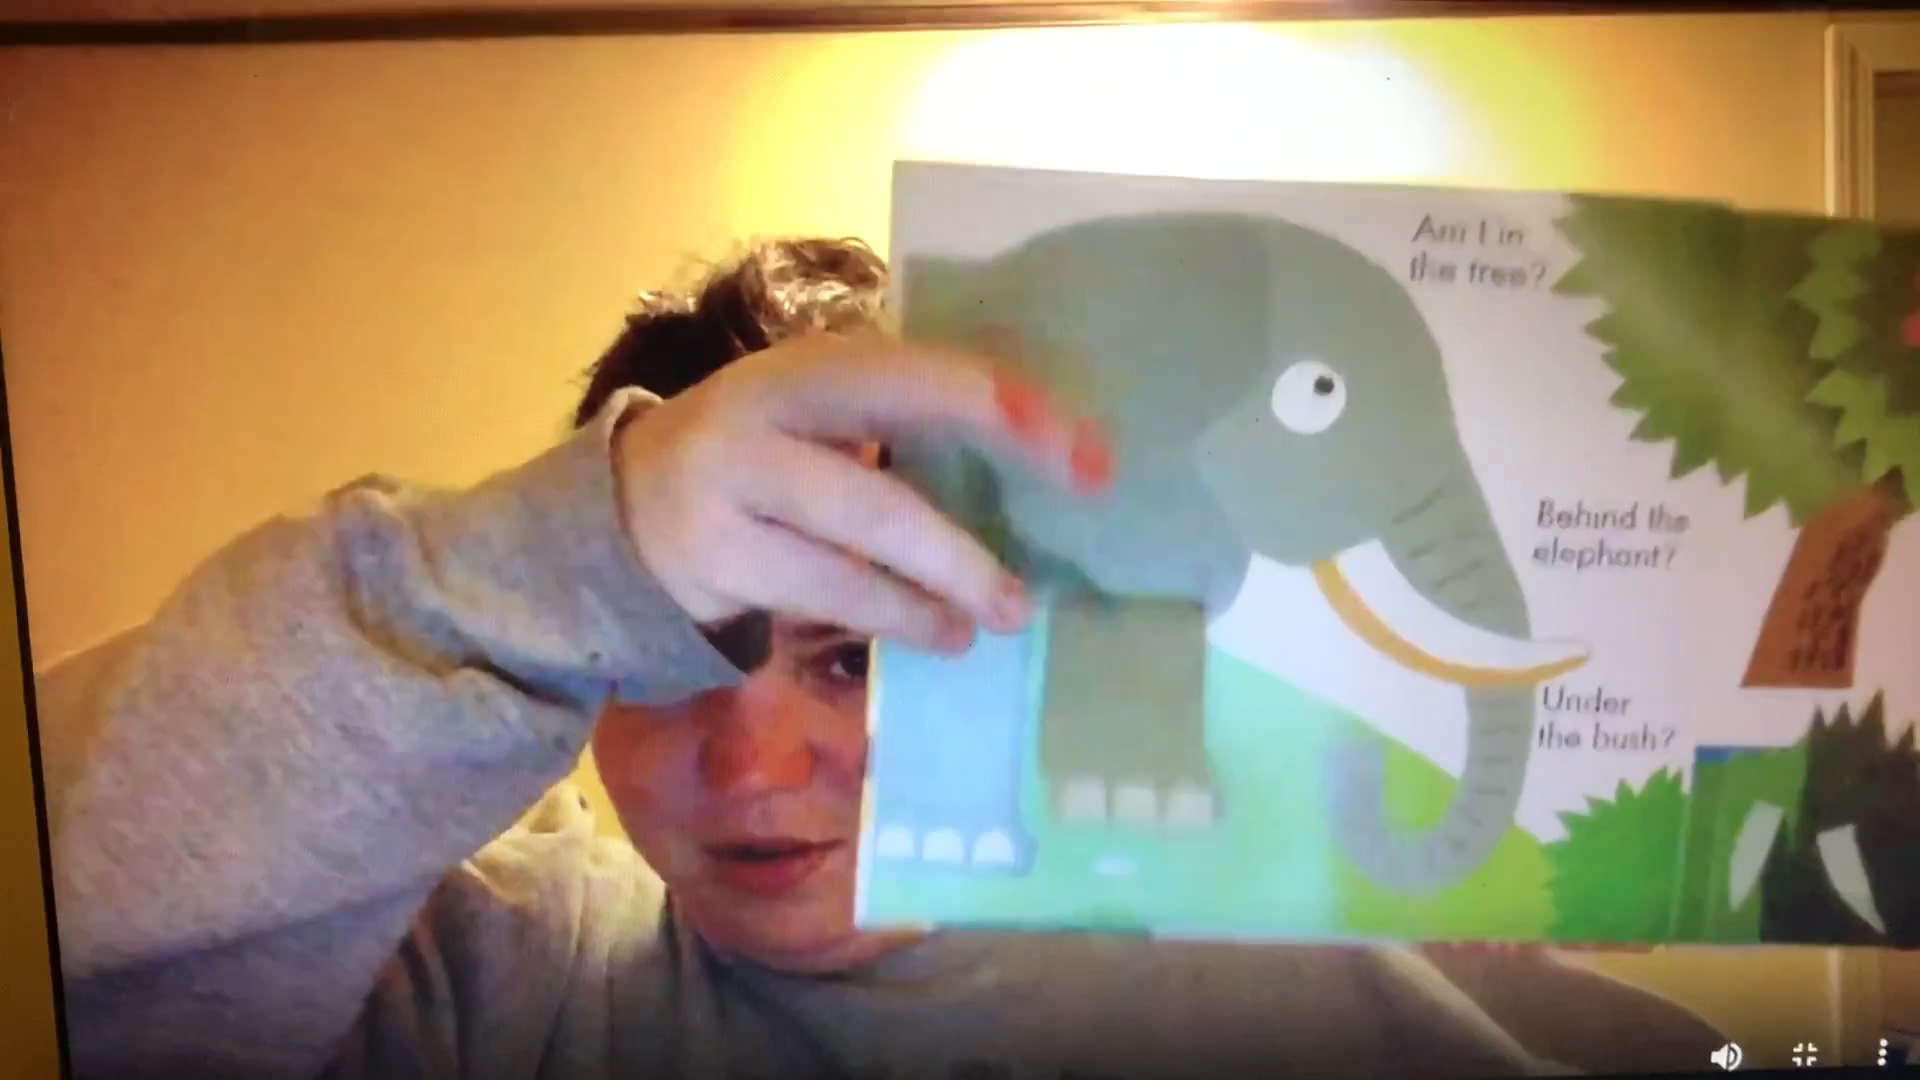 Am I in
the tree?
Behind the
elephant?
Under
the bush?